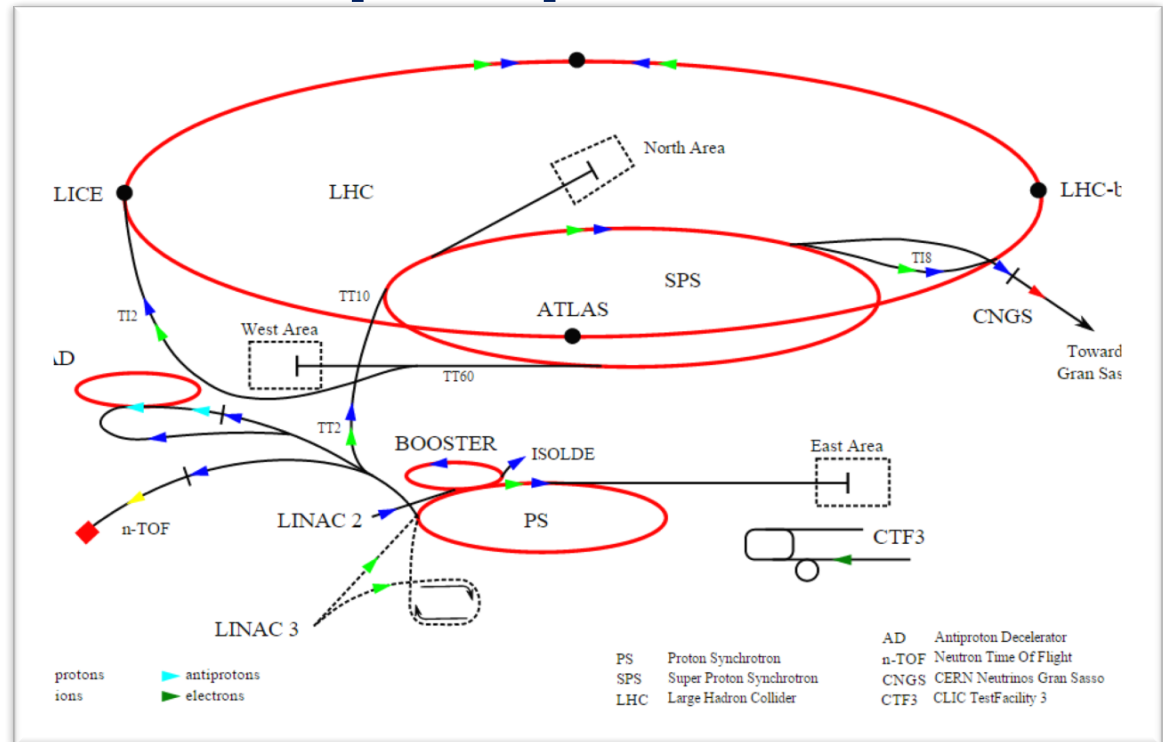 North Area
LICE
LHC
LHC-b
TI8
SPS
TT10
ATLAS
TI2
CNGS
West Area
Toward
Gran Sas
D
TT60
TT2
BOOSTER
East Area
ISOLDE
LINAC 2
PS
n-TOF
CTF3
LINAC 3
protons
antiprotons
ions
electrons
PS Proton Synchrotron
SPS Super Proton Synchrotron
LHC Large Hadron Collider
AD Antiproton Decelerator
n-TOF Neutron Time Of Flight
CNGS CERN Neutrinos Gran Sasso
CTF3 CLIC TestFacility 3